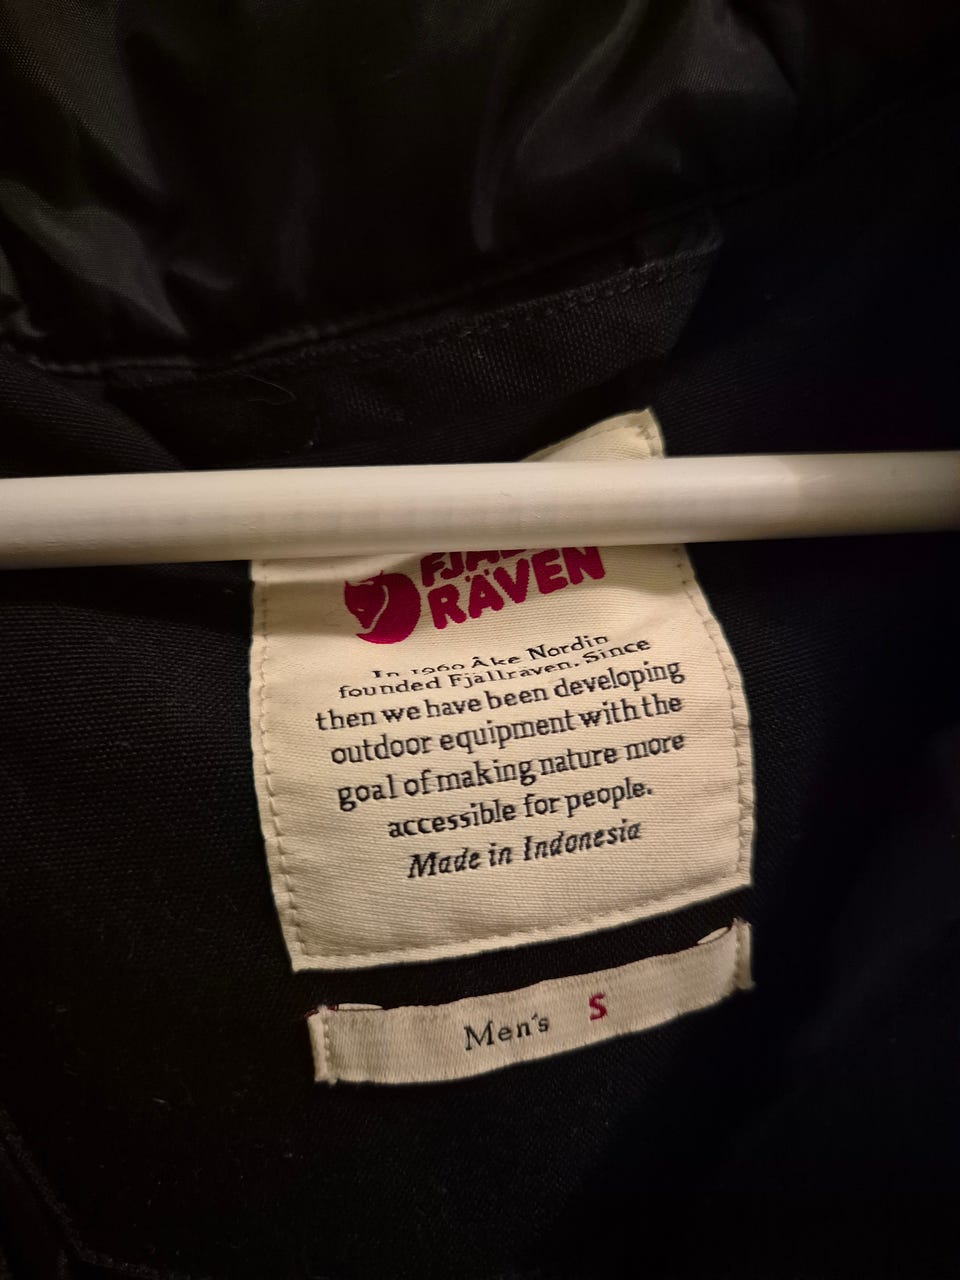 FJÄL
RÄVEN
In 1960 Åke Nordin
founded Fjällräven. Since
then we have been developing
outdoor equipment with the
goal of making nature more
accessible for people.
Made in Indonesia
Men's S